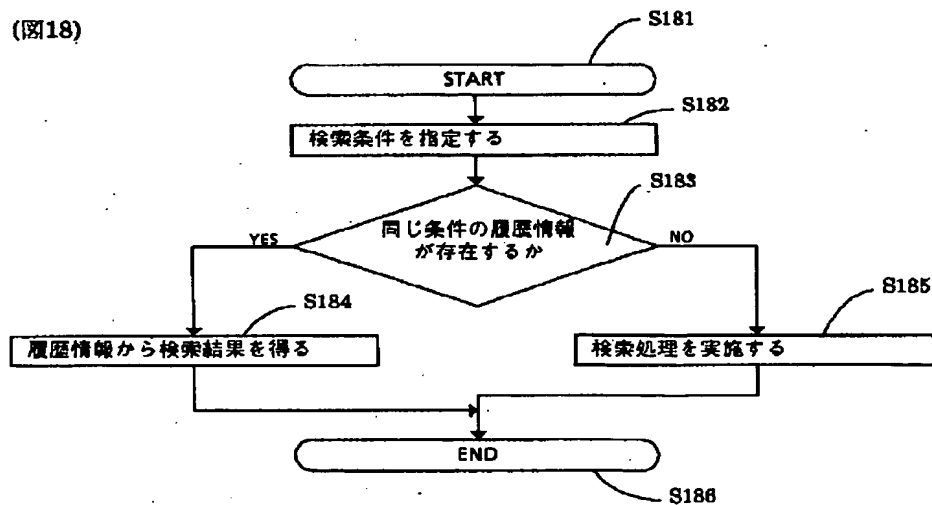 (図18)
S181
START
S182
検索条件を指定する
S183
同じ条件の履歴情報
が存在するか
YES
NO
S184
S185
履歴情報から検索結果を得る
検索処理を実施する
END
S186